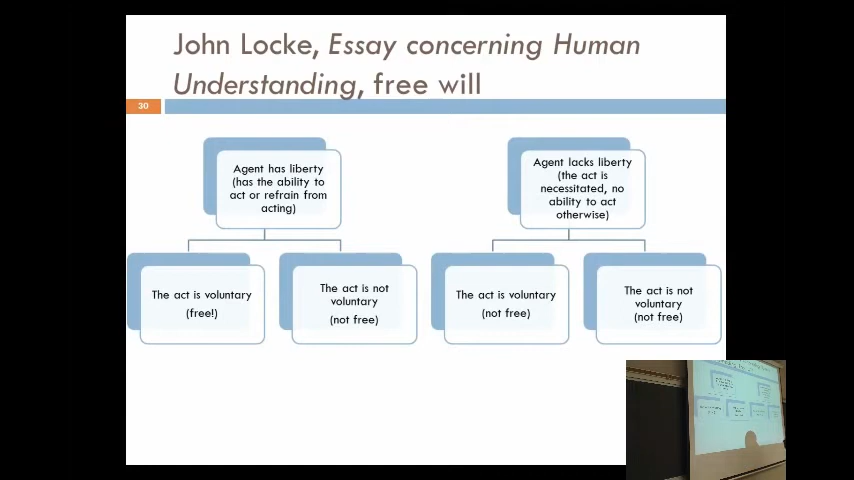 John Locke, Essay concerning Human
Understanding, free will
30
Agent has liberty
(has the ability to
act or refrain from
acting)
Agent lacks liberty
(the act is
necessitated, no
ability to act
otherwise)
The act is voluntary
(free!)
The act is not
voluntary
(not free)
The act is voluntary
(not free)
The act is not
voluntary
(not free)